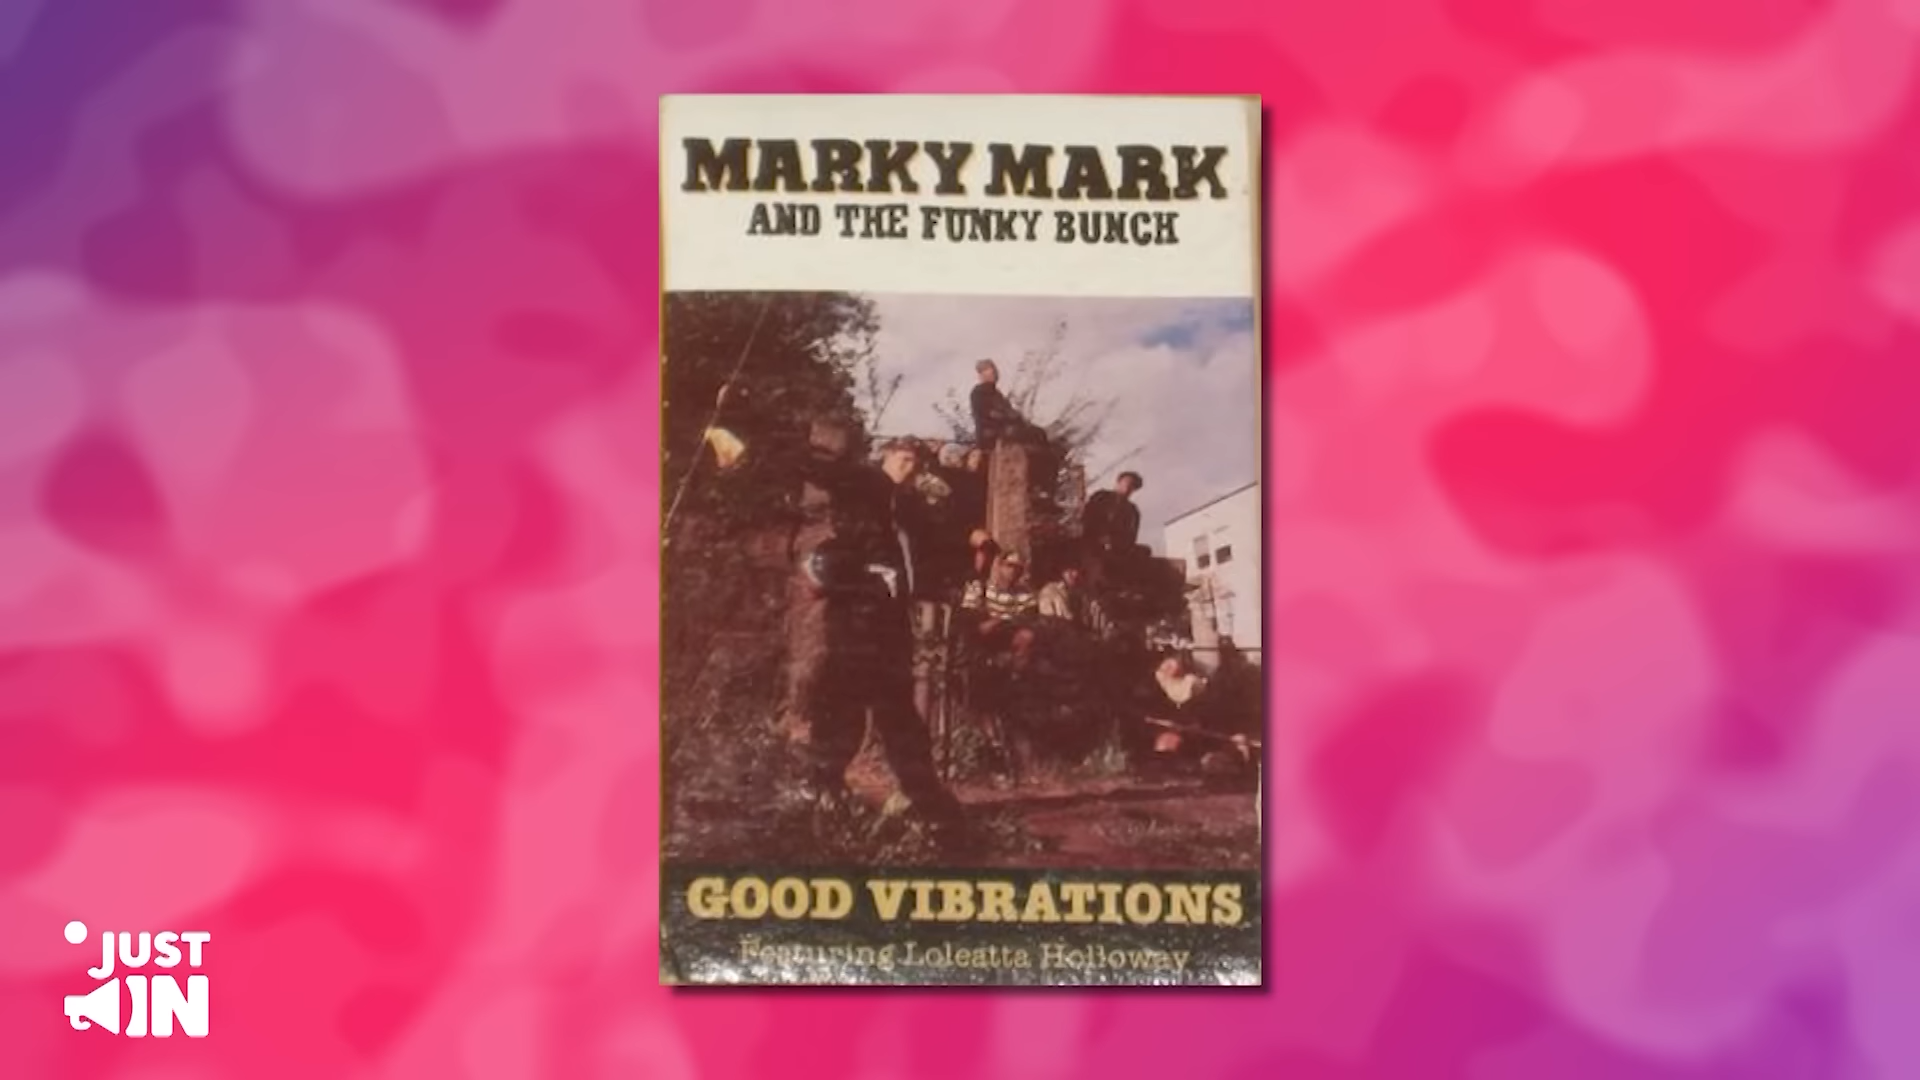 MARKY MARK
AND THE FUNKY BUNCH
GOOD VIBRATIONS
Featuring Loleatta Holloway
JUST
IN